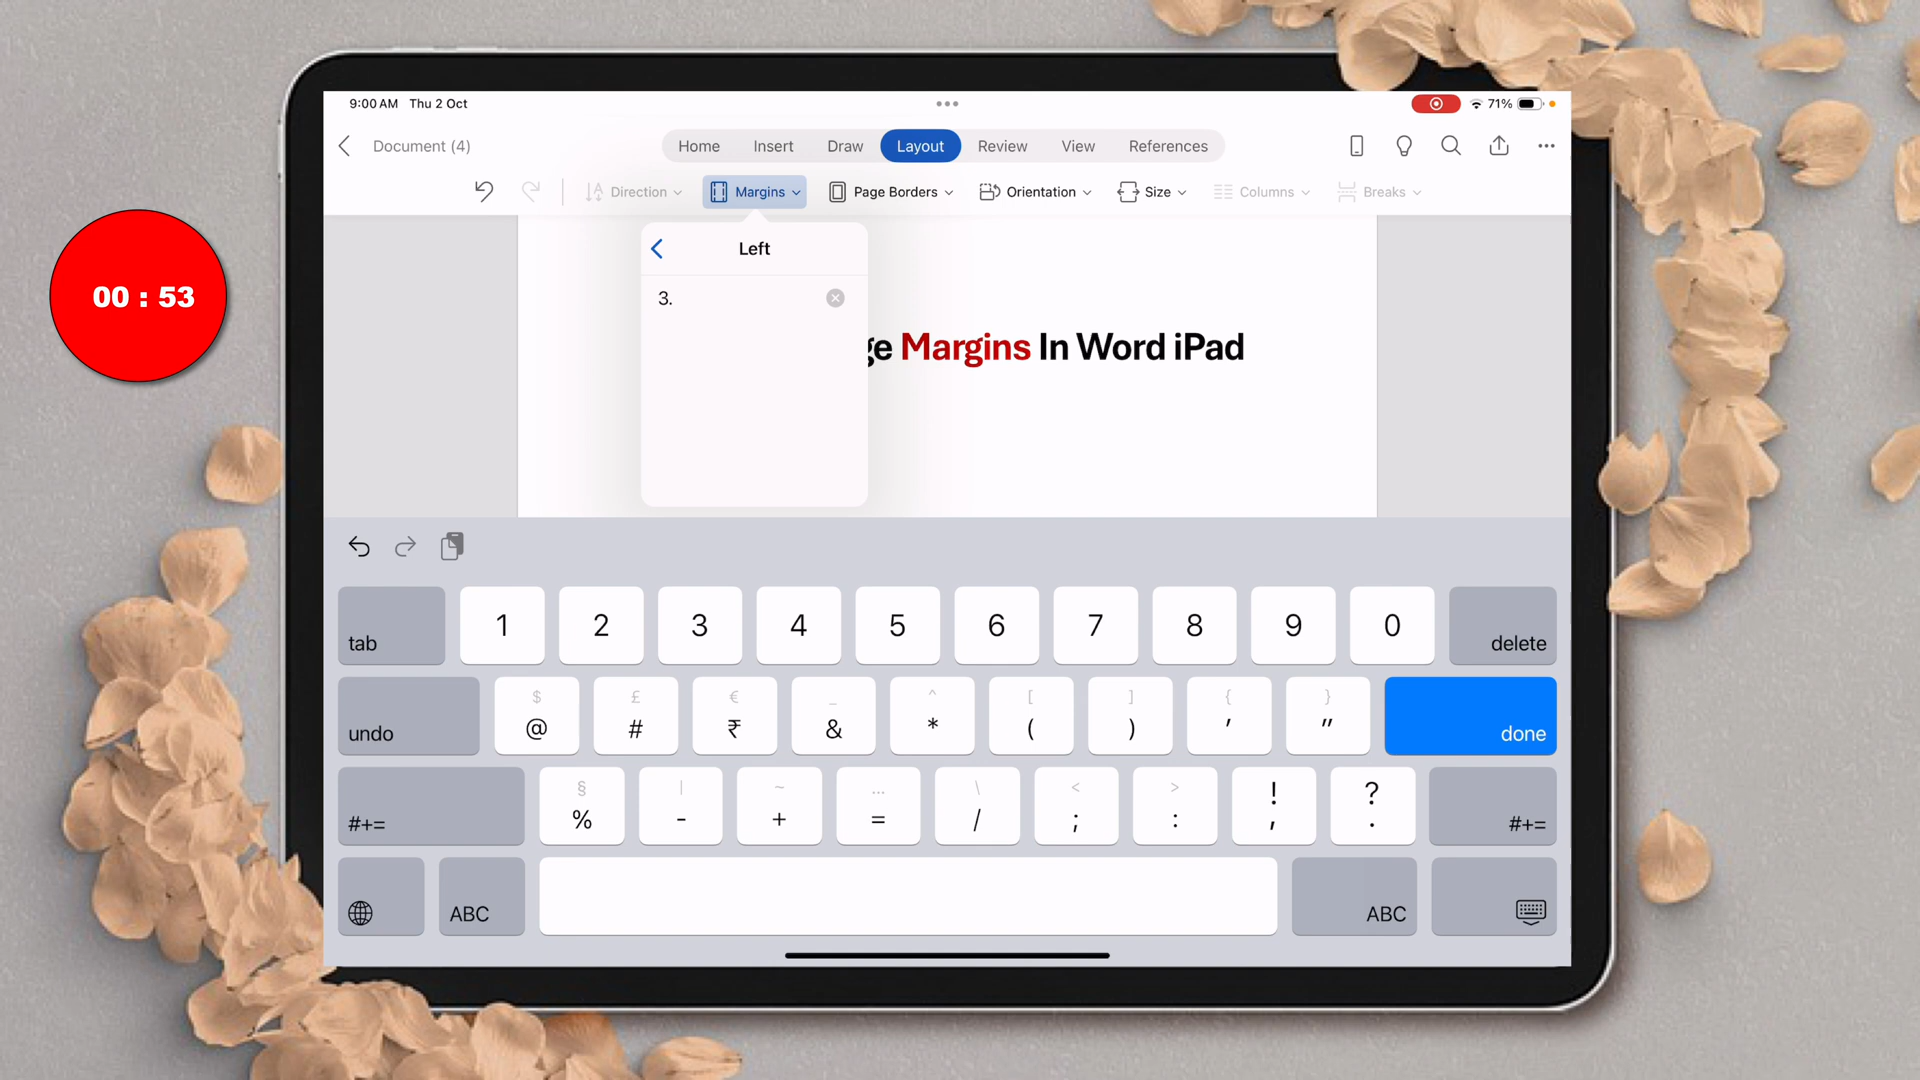 9:00 AM Thu 2 Oct
71%
Document (4)
Home Insert Draw Layout Review View References
Direction Margins Page Borders Orientation Size Columns Breaks
00 : 53
Left
3.
ge Margins In Word iPad
tab 1 2 3 4 5 6 7 8 9 0 delete
$ £ € _ ^ [ ] { }
undo @ # ₹ & * ( ) ' " done
§ | ~ ... \ < > ! ?
#+= % - + = / ; : , . #+=
ABC ABC